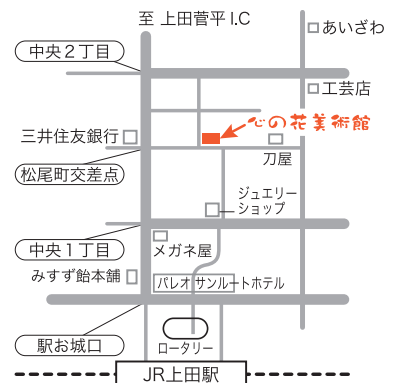 至 上田菅平 I.C
あいざわ
中央2丁目
工芸店
心の花美術館
三井住友銀行
刀屋
松尾町交差点
ジュエリー
ショップ
中央1丁目
メガネ屋
みすず飴本舗
パレオ サンルートホテル
駅お城口
ロータリー
JR上田駅